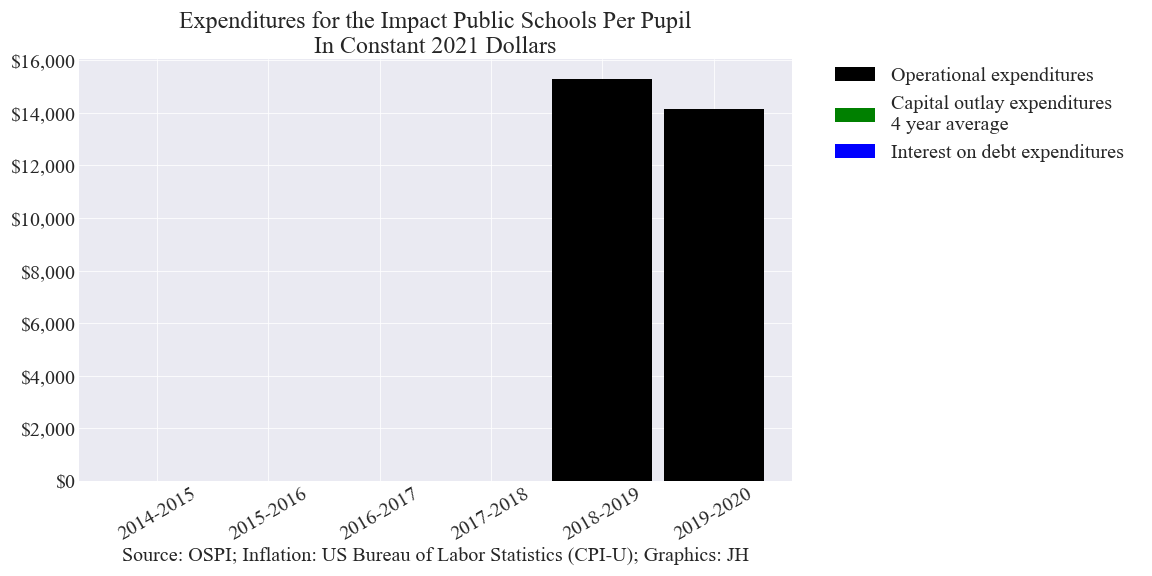 Expenditures for the Impact Public Schools Per Pupil
In Constant 2021 Dollars
$16,000
$14,000
$12,000
$10,000
$8,000
$6,000
$4,000
$2,000
$0
2014-2015
2015-2016
2016-2017
2017-2018
2018-2019
2019-2020
Source: OSPI; Inflation: US Bureau of Labor Statistics (CPI-U); Graphics: JH
Operational expenditures
Capital outlay expenditures
4 year average
Interest on debt expenditures